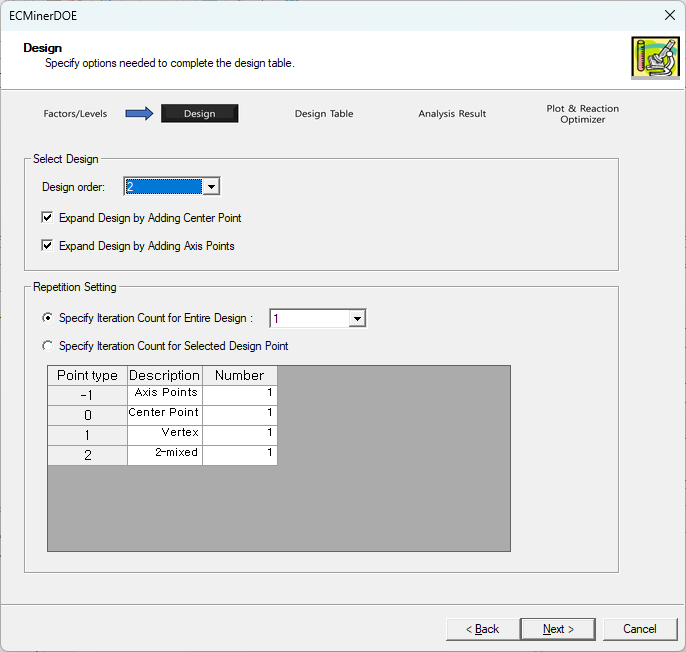 ECMinerDOE
Design
Specify options needed to complete the design table.
Factors/Levels
Design
Design Table
Analysis Result
Plot & Reaction
Optimizer
Select Design
Design order:
2
Expand Design by Adding Center Point
Expand Design by Adding Axis Points
Repetition Setting
Specify Iteration Count for Entire Design :
1
Specify Iteration Count for Selected Design Point
Point type Description Number
-1 Axis Points 1
0 Center Point 1
1 Vertex 1
2 2-mixed 1
< Back
Next >
Cancel